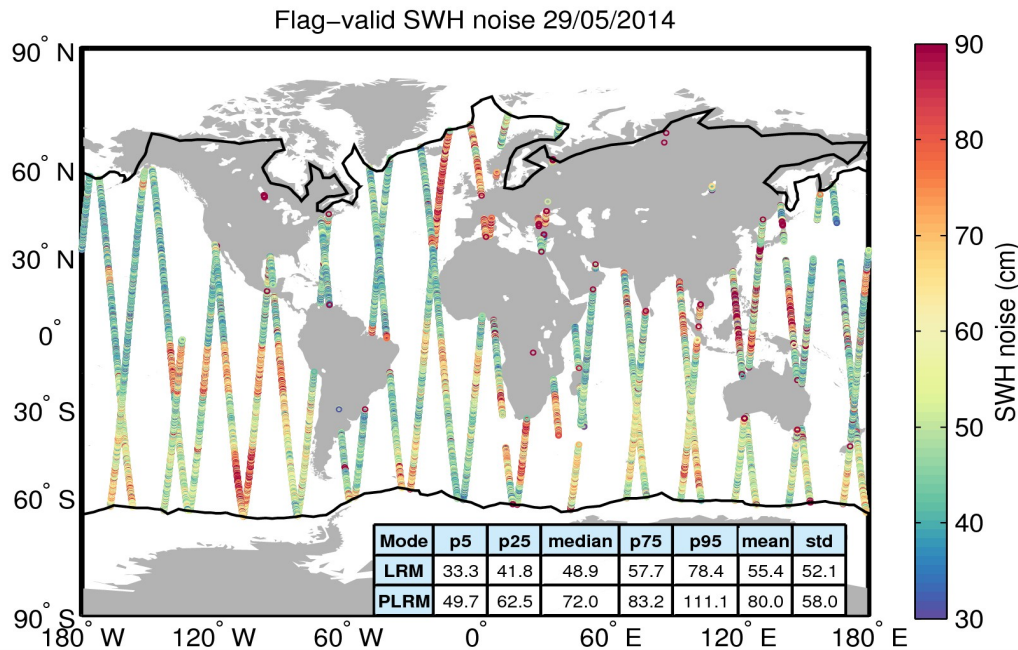 Flag-valid SWH noise 29/05/2014
90° N
60° N
30° N
0°
30° S
60° S
90° S
180° W
120° W
60° W
0°
60° E
120° E
180° E
Mode p5 p25 median p75 p95 mean std
LRM 33.3 41.8 48.9 57.7 78.4 55.4 52.1
PLRM 49.7 62.5 72.0 83.2 111.1 80.0 58.0
90
80
70
60
50
40
30
SWH noise (cm)